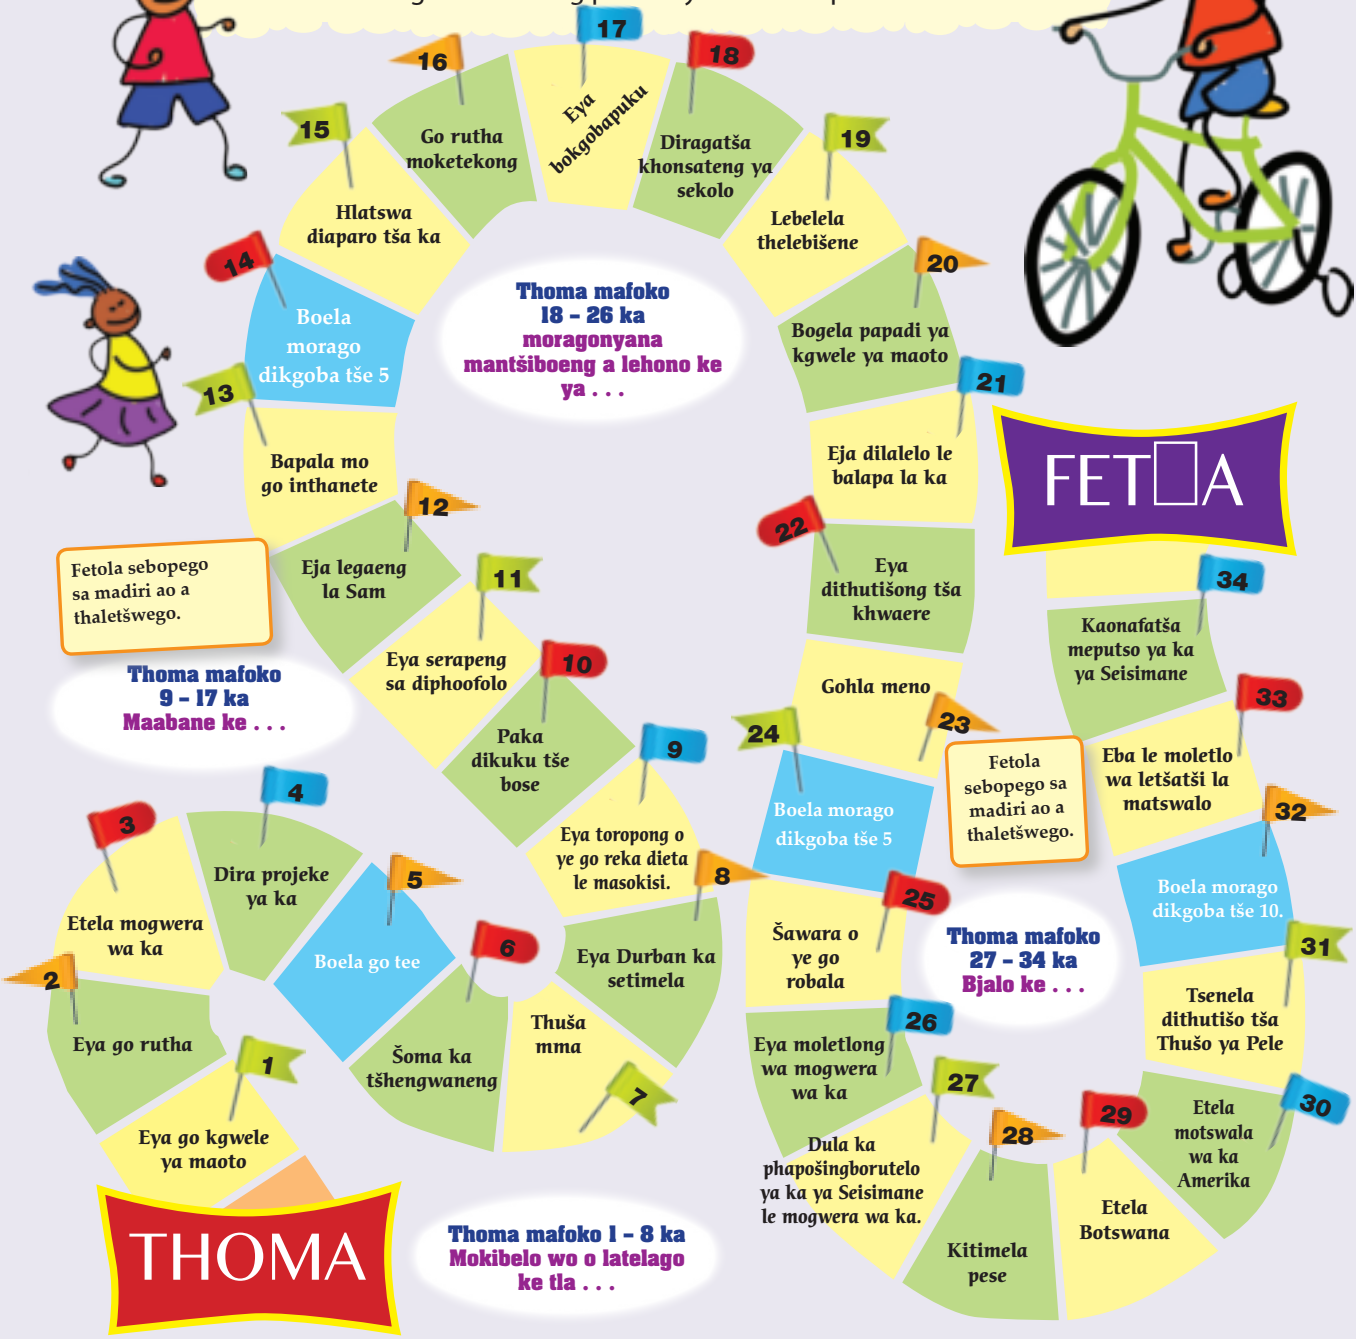 THOMA
1
Eya go kgwele
ya maoto
2
Eya go rutha
3
Etela mogwera
wa ka
4
Dira projeke
ya ka
5
Boela go tee
6
Šoma ka
tšhengwaneng
7
Thuša
mma
8
Eya Durban ka
setimela
9
Eya toropong o
ye go reka dieta
le masokisi.
10
Paka
dikuku tše
bose
11
Eya serapeng
sa diphoofolo
12
Eja legaeng
la Sam
13
Bapala mo
go inthanete
14
Boela
morago
dikgoba tše 5
15
Hlatswa
diaparo tša ka
16
Go rutha
moketekong
17
Eya
bokgobapuku
18
Diragatša
khonsateng ya
sekolo
19
Lebelela
thelebišene
20
Bogela papadi ya
kgwele ya maoto
21
Eja dilalelo le
balapa la ka
22
Eya
dithutišong tša
khwaere
23
Gohla meno
24
Boela morago
dikgoba tše 5
25
Šawara o
ye go
robala
26
Eya moletlong
wa mogwera
wa ka
27
Dula ka
phapošingborutelo
ya ka ya Seisimane
le mogwera wa ka.
28
Kitimela
pese
29
Etela
Botswana
30
Etela
motswala
wa ka
Amerika
31
Tsenela
dithutišo tša
Thušo ya Pele
32
Boela morago
dikgoba tše 10.
33
Eba le moletlo
wa letšatši la
matswalo
34
Kaonafatša
meputso ya ka
ya Seisimane
FET□A
Thoma mafoko 1 – 8 ka
Mokibelo wo o latelago
ke tla . . .
Fetola sebopego
sa madiri ao a
thaletšwego.
Thoma mafoko
9 – 17 ka
Maabane ke . . .
Thoma mafoko
18 – 26 ka
moragonyana
mantšiboeng a lehono ke
ya . . .
Fetola
sebopego sa
madiri ao a
thaletšwego.
Thoma mafoko
27 – 34 ka
Bjalo ke . . .